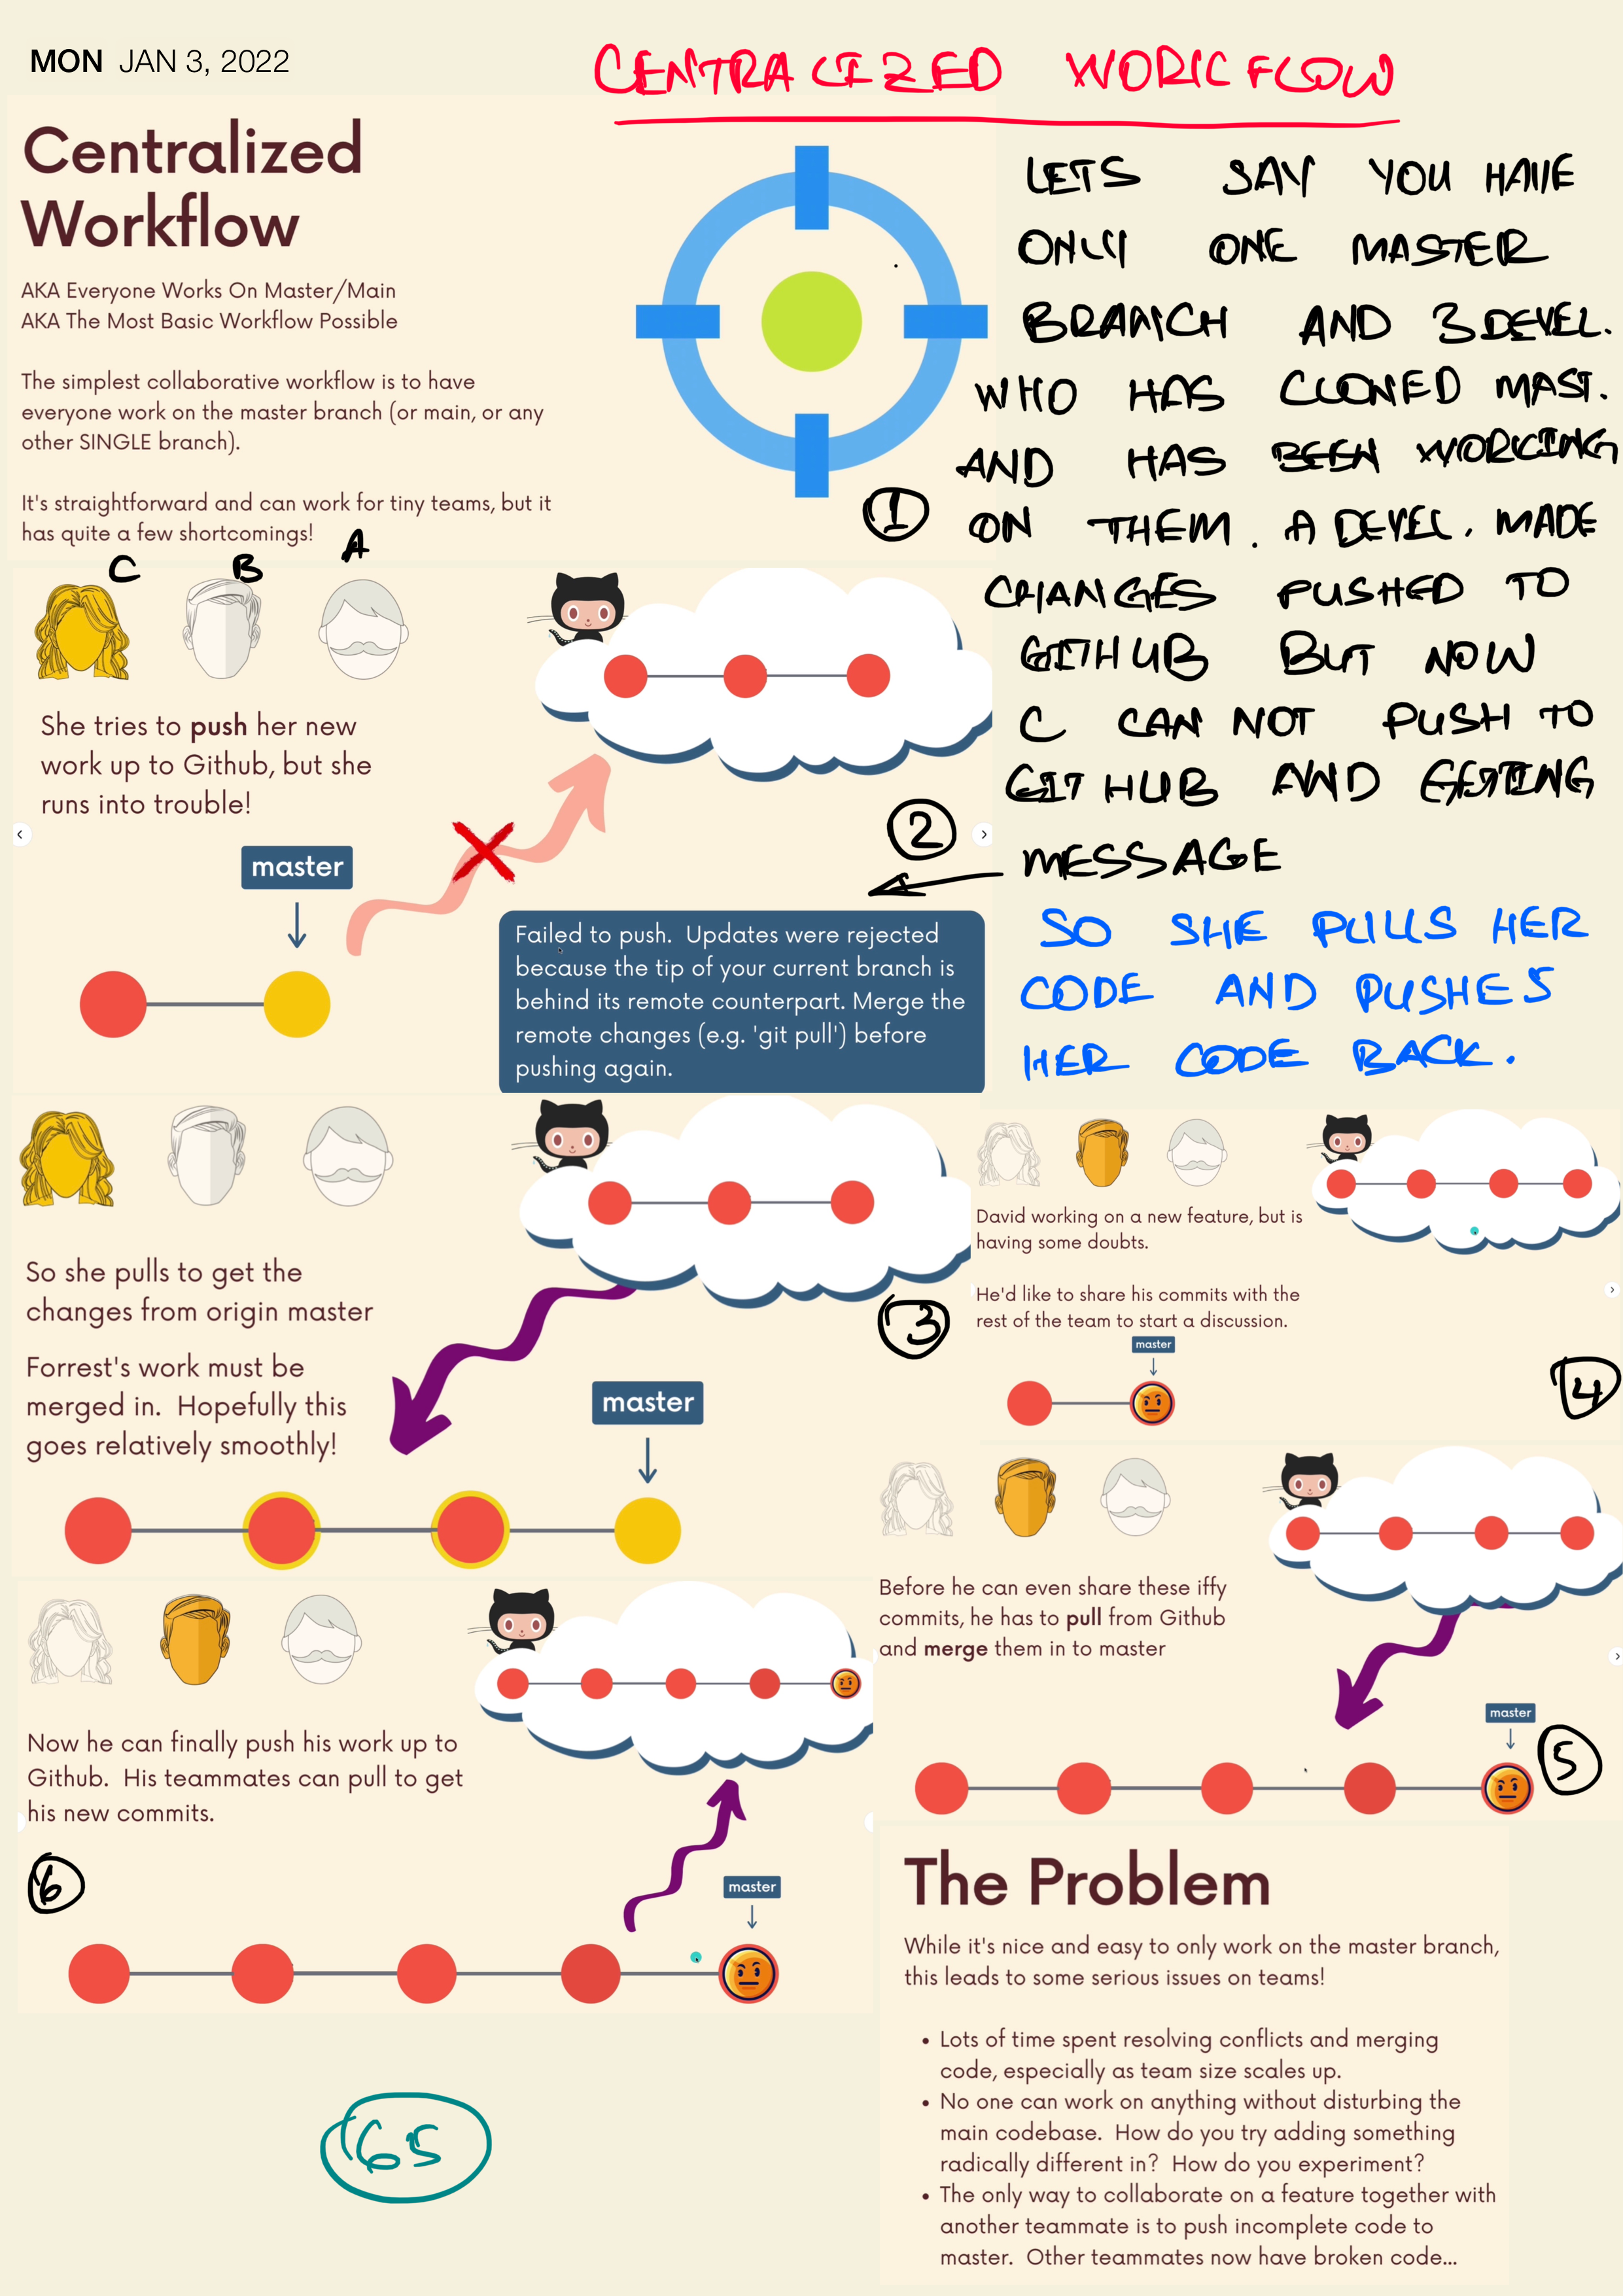 MON JAN 3, 2022
CENTRALIZED WORKFLOW
Centralized
Workflow
AKA Everyone Works On Master/Main
AKA The Most Basic Workflow Possible
The simplest collaborative workflow is to have
everyone work on the master branch (or main, or any
other SINGLE branch).
It's straightforward and can work for tiny teams, but it
has quite a few shortcomings!
1
LETS SAY YOU HAVE
ONLY ONE MASTER
BRANCH AND 3 DEVEL.
WHO HAS CLONED MAST.
AND HAS BEEN WORKING
ON THEM. A DEVEL. MADE
CHANGES PUSHED TO
GITHUB BUT NOW
C CAN NOT PUSH TO
GITHUB AND GETTING
MESSAGE
SO SHE PULLS HER
CODE AND PUSHES
HER CODE BACK.
C B A
She tries to push her new
work up to Github, but she
runs into trouble!
2
master
Failed to push. Updates were rejected
because the tip of your current branch is
behind its remote counterpart. Merge the
remote changes (e.g. 'git pull') before
pushing again.
So she pulls to get the
changes from origin master
Forrest's work must be
merged in. Hopefully this
goes relatively smoothly!
3
master
David working on a new feature, but is
having some doubts.
He'd like to share his commits with the
rest of the team to start a discussion.
master
4
Before he can even share these iffy
commits, he has to pull from Github
and merge them in to master
master
5
Now he can finally push his work up to
Github. His teammates can pull to get
his new commits.
6
master
65
The Problem
While it's nice and easy to only work on the master branch,
this leads to some serious issues on teams!
• Lots of time spent resolving conflicts and merging
code, especially as team size scales up.
• No one can work on anything without disturbing the
main codebase. How do you try adding something
radically different in? How do you experiment?
• The only way to collaborate on a feature together with
another teammate is to push incomplete code to
master. Other teammates now have broken code...